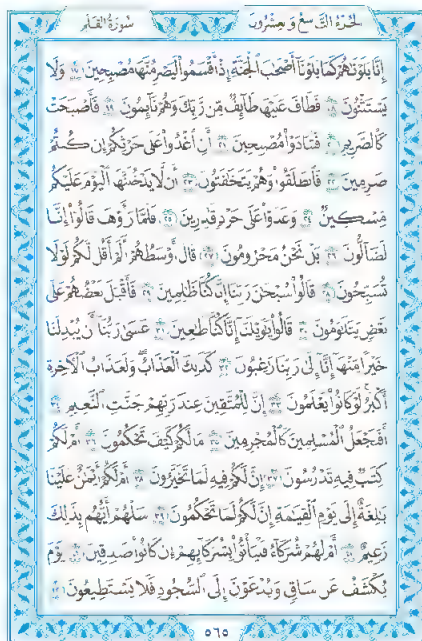 الجزء التاسع وعشرون
سورة القلم
إِنَّا بَلَوْنَٰهُمْ كَمَا بَلَوْنَآ أَصْحَٰبَ ٱلْجَنَّةِ إِذْ أَقْسَمُوا۟ لَيَصْرِمُنَّهَا مُصْبِحِينَ ١٧ وَلَا
يَسْتَثْنُونَ ١٨ فَطَافَ عَلَيْهَا طَآئِفٌ مِّن رَّبِّكَ وَهُمْ نَآئِمُونَ ١٩ فَأَصْبَحَتْ
كَٱلصَّرِيمِ ٢٠ فَتَنَادَوْا۟ مُصْبِحِينَ ٢١ أَنِ ٱغْدُوا۟ عَلَىٰ حَرْثِكُمْ إِن كُنتُمْ
صَٰرِمِينَ ٢٢ فَٱنطَلَقُوا۟ وَهُمْ يَتَخَٰفَتُونَ ٢٣ أَن لَّا يَدْخُلَنَّهَا ٱلْيَوْمَ عَلَيْكُم
مِّسْكِينٌ ٢٤ وَغَدَوْا۟ عَلَىٰ حَرْدٍ قَٰدِرِينَ ٢٥ فَلَمَّا رَأَوْهَا قَالُوٓا۟ إِنَّا
لَضَآلُّونَ ٢٦ بَلْ نَحْنُ مَحْرُومُونَ ٢٧ قَالَ أَوْسَطُهُمْ أَلَمْ أَقُل لَّكُمْ لَوْلَا
تُسَبِّحُونَ ٢٨ قَالُوا۟ سُبْحَٰنَ رَبِّنَآ إِنَّا كُنَّا ظَٰلِمِينَ ٢٩ فَأَقْبَلَ بَعْضُهُمْ عَلَىٰ
بَعْضٍ يَتَلَٰوَمُونَ ٣٠ قَالُوا۟ يَٰوَيْلَنَآ إِنَّا كُنَّا طَٰغِينَ ٣١ عَسَىٰ رَبُّنَآ أَن يُبْدِلَنَا
خَيْرًا مِّنْهَآ إِنَّآ إِلَىٰ رَبِّنَا رَٰغِبُونَ ٣٢ كَذَٰلِكَ ٱلْعَذَابُ وَلَعَذَابُ ٱلْءَاخِرَةِ
أَكْبَرُ لَوْ كَانُوا۟ يَعْلَمُونَ ٣٣ إِنَّ لِلْمُتَّقِينَ عِندَ رَبِّهِمْ جَنَّٰتِ ٱلنَّعِيمِ ٣٤
أَفَنَجْعَلُ ٱلْمُسْلِمِينَ كَٱلْمُجْرِمِينَ ٣٥ مَا لَكُمْ كَيْفَ تَحْكُمُونَ ٣٦ أَمْ لَكُمْ
كِتَٰبٌ فِيهِ تَدْرُسُونَ ٣٧ إِنَّ لَكُمْ فِيهِ لَمَا تَخَيَّرُونَ ٣٨ أَمْ لَكُمْ أَيْمَٰنٌ عَلَيْنَا
بَٰلِغَةٌ إِلَىٰ يَوْمِ ٱلْقِيَٰمَةِ إِنَّ لَكُمْ لَمَا تَحْكُمُونَ ٣٩ سَلْهُمْ أَيُّهُم بِذَٰلِكَ
زَعِيمٌ ٤٠ أَمْ لَهُمْ شُرَكَآءُ فَلْيَأْتُوا۟ بِشُرَكَآئِهِمْ إِن كَانُوا۟ صَٰدِقِينَ ٤١ يَوْمَ
يُكْشَفُ عَن سَاقٍ وَيُدْعَوْنَ إِلَى ٱلسُّجُودِ فَلَا يَسْتَطِيعُونَ ٤٢
٥٦٥